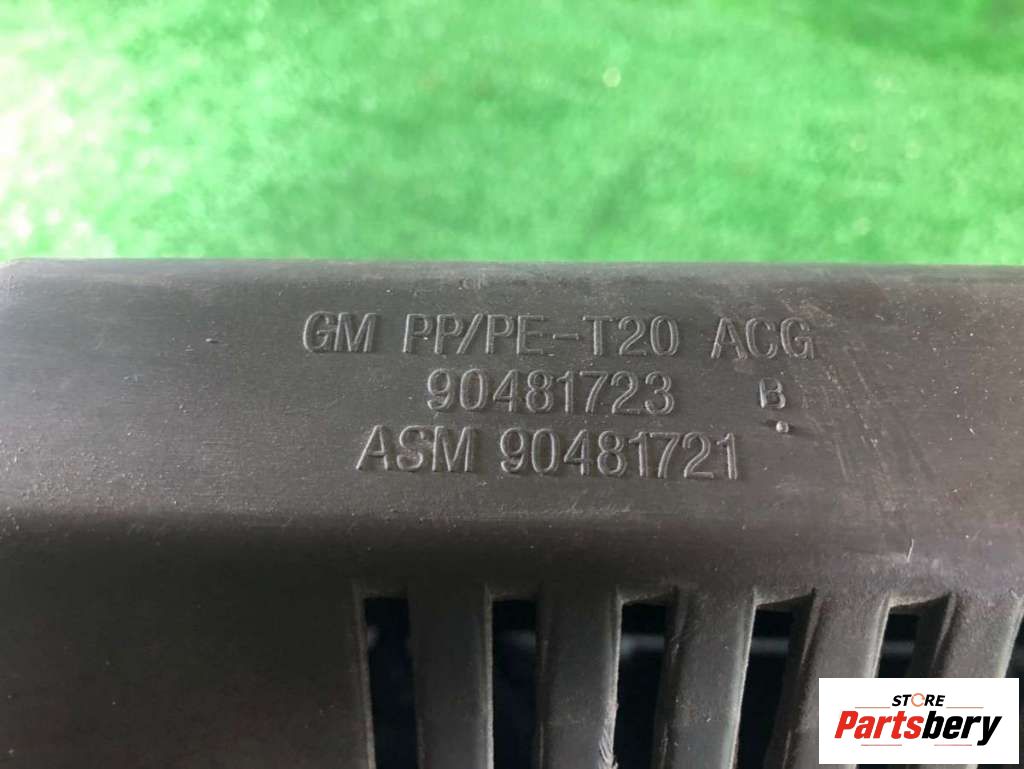 GM PP/PE-T20 ACG
90481723 B
ASM 90481721
STORE
Partsbery